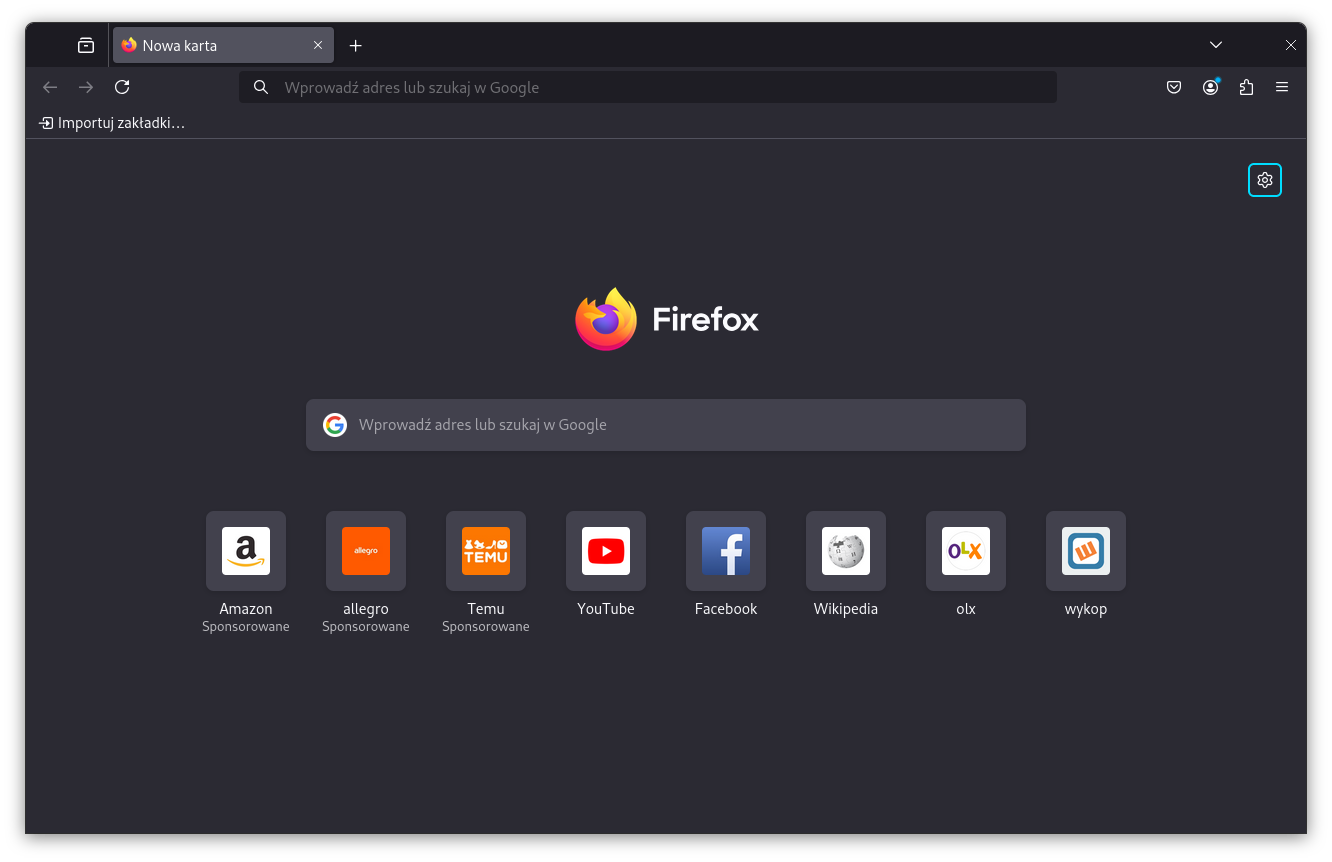 Nowa karta
Wprowadź adres lub szukaj w Google
Importuj zakładki…
Firefox
Wprowadź adres lub szukaj w Google
a allegro TEMU OLX
Amazon allegro Temu YouTube Facebook Wikipedia olx wykop
Sponsorowane Sponsorowane Sponsorowane